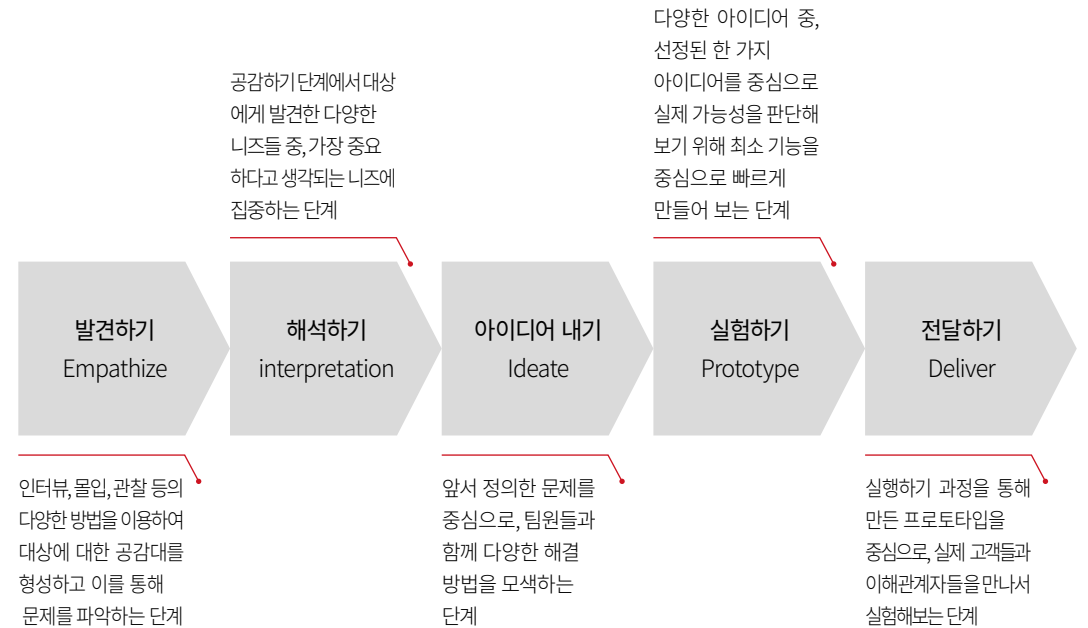 다양한 아이디어 중,
선정된 한 가지
아이디어를 중심으로
실제 가능성을 판단해
보기 위해 최소 기능을
중심으로 빠르게
만들어 보는 단계
공감하기 단계에서 대상
에게 발견한 다양한
니즈들 중, 가장 중요
하다고 생각되는 니즈에
집중하는 단계
발견하기
Empathize
해석하기
interpretation
아이디어 내기
Ideate
실험하기
Prototype
전달하기
Deliver
인터뷰, 몰입, 관찰 등의
다양한 방법을 이용하여
대상에 대한 공감대를
형성하고 이를 통해
문제를 파악하는 단계
앞서 정의한 문제를
중심으로, 팀원들과
함께 다양한 해결
방법을 모색하는
단계
실행하기 과정을 통해
만든 프로토타입을
중심으로, 실제 고객들과
이해관계자들을 만나서
실험해보는 단계